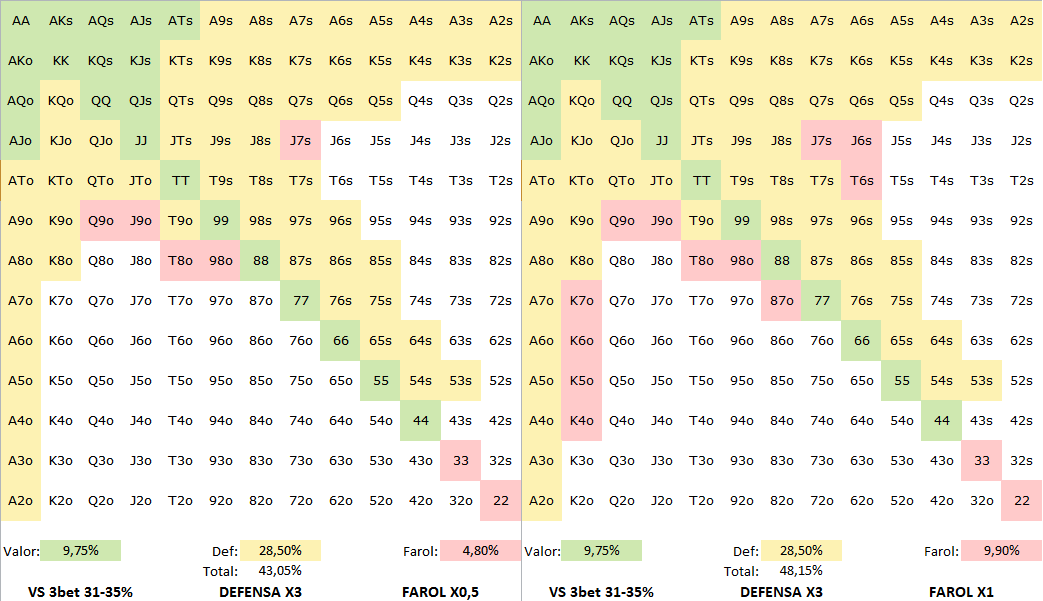 AA AKs AQs AJs ATs A9s A8s A7s A6s A5s A4s A3s A2s AA AKs AQs AJs ATs A9s A8s A7s A6s A5s A4s A3s A2s
AKo KK KQs KJs KTs K9s K8s K7s K6s K5s K4s K3s K2s AKo KK KQs KJs KTs K9s K8s K7s K6s K5s K4s K3s K2s
AQo KQo QQ QJs QTs Q9s Q8s Q7s Q6s Q5s Q4s Q3s Q2s AQo KQo QQ QJs QTs Q9s Q8s Q7s Q6s Q5s Q4s Q3s Q2s
AJo KJo QJo JJ JTs J9s J8s J7s J6s J5s J4s J3s J2s AJo KJo QJo JJ JTs J9s J8s J7s J6s J5s J4s J3s J2s
ATo KTo QTo JTo TT T9s T8s T7s T6s T5s T4s T3s T2s ATo KTo QTo JTo TT T9s T8s T7s T6s T5s T4s T3s T2s
A9o K9o Q9o J9o T9o 99 98s 97s 96s 95s 94s 93s 92s A9o K9o Q9o J9o T9o 99 98s 97s 96s 95s 94s 93s 92s
A8o K8o Q8o J8o T8o 98o 88 87s 86s 85s 84s 83s 82s A8o K8o Q8o J8o T8o 98o 88 87s 86s 85s 84s 83s 82s
A7o K7o Q7o J7o T7o 97o 87o 77 76s 75s 74s 73s 72s A7o K7o Q7o J7o T7o 97o 87o 77 76s 75s 74s 73s 72s
A6o K6o Q6o J6o T6o 96o 86o 76o 66 65s 64s 63s 62s A6o K6o Q6o J6o T6o 96o 86o 76o 66 65s 64s 63s 62s
A5o K5o Q5o J5o T5o 95o 85o 75o 65o 55 54s 53s 52s A5o K5o Q5o J5o T5o 95o 85o 75o 65o 55 54s 53s 52s
A4o K4o Q4o J4o T4o 94o 84o 74o 64o 54o 44 43s 42s A4o K4o Q4o J4o T4o 94o 84o 74o 64o 54o 44 43s 42s
A3o K3o Q3o J3o T3o 93o 83o 73o 63o 53o 43o 33 32s A3o K3o Q3o J3o T3o 93o 83o 73o 63o 53o 43o 33 32s
A2o K2o Q2o J2o T2o 92o 82o 72o 62o 52o 42o 32o 22 A2o K2o Q2o J2o T2o 92o 82o 72o 62o 52o 42o 32o 22
Valor: 9,75% Def: 28,50% Farol: 4,80% Valor: 9,75% Def: 28,50% Farol: 9,90%
Total: 43,05% Total: 48,15%
VS 3bet 31-35% DEFENSA X3 FAROL X0,5 VS 3bet 31-35% DEFENSA X3 FAROL X1